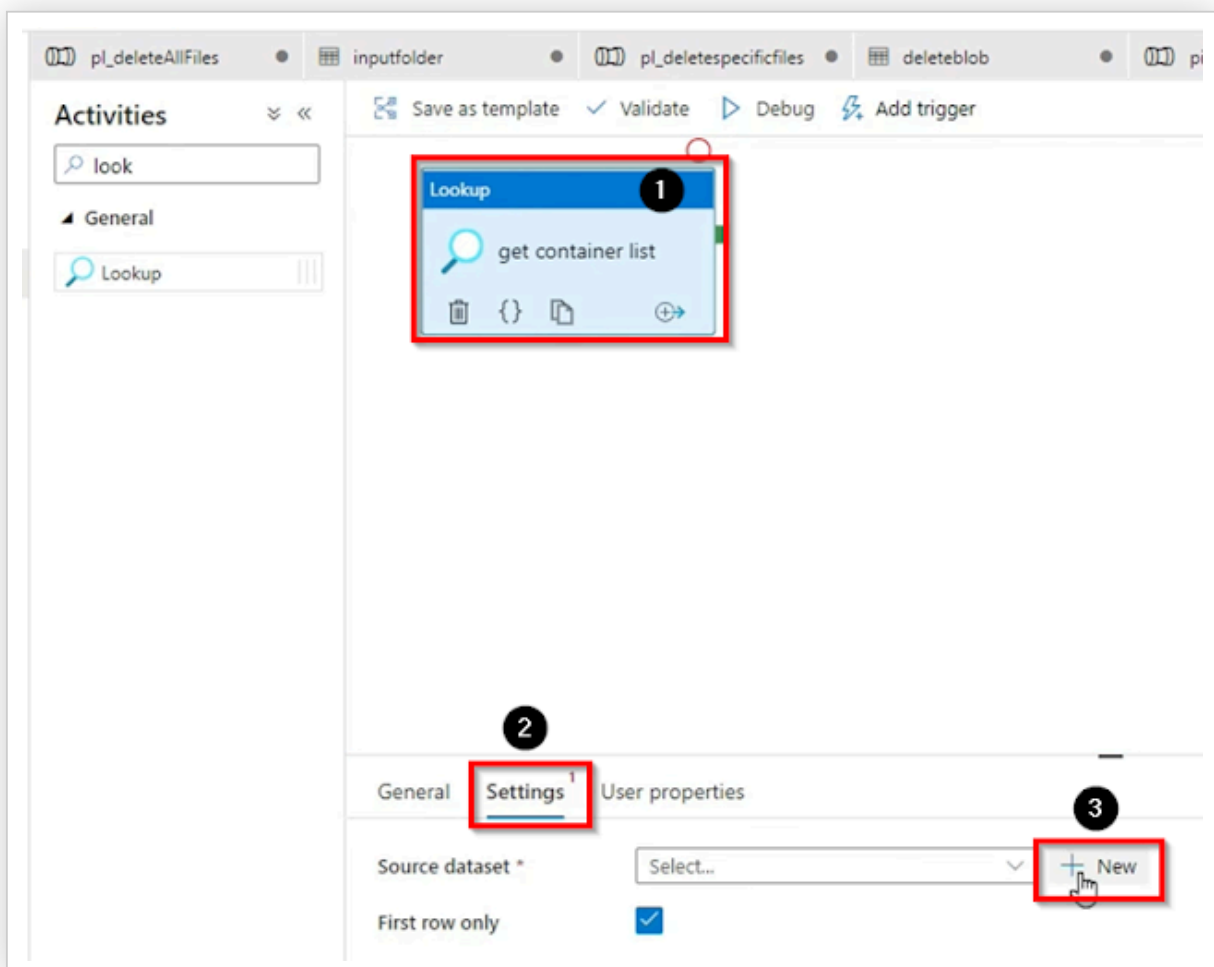 pl_deleteAllFiles inputfolder pl_deletespecificfiles deleteblob pi
Activities
Save as template Validate Debug Add trigger
look
General
Lookup
Lookup 1
get container list
{}
2
General Settings 1 User properties
3
Source dataset * Select... New
First row only